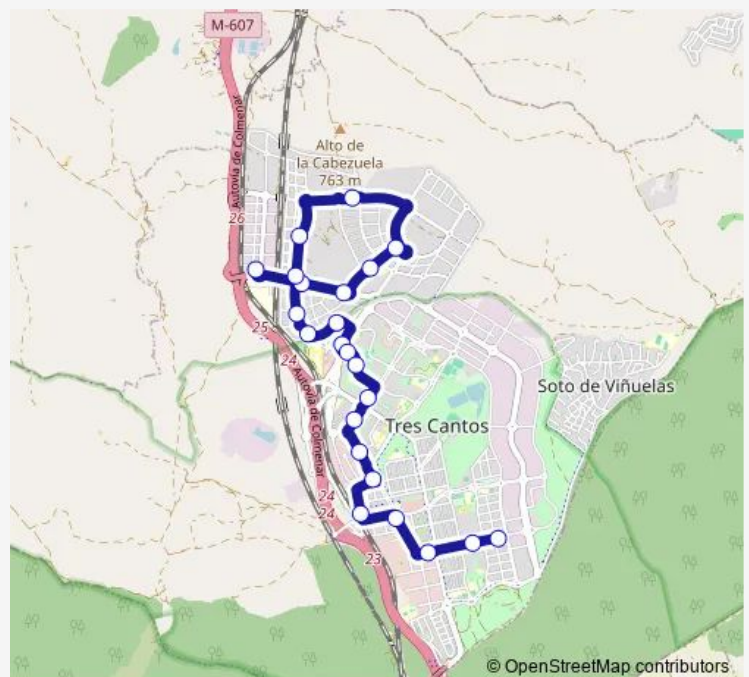 M-607
Autovía de Colmenar
Alto de
la Cabezuela
763 m
26
25
24
Autovía de Colmenar
Soto de Viñuelas
Tres Cantos
24
24
23
© OpenStreetMap contributors